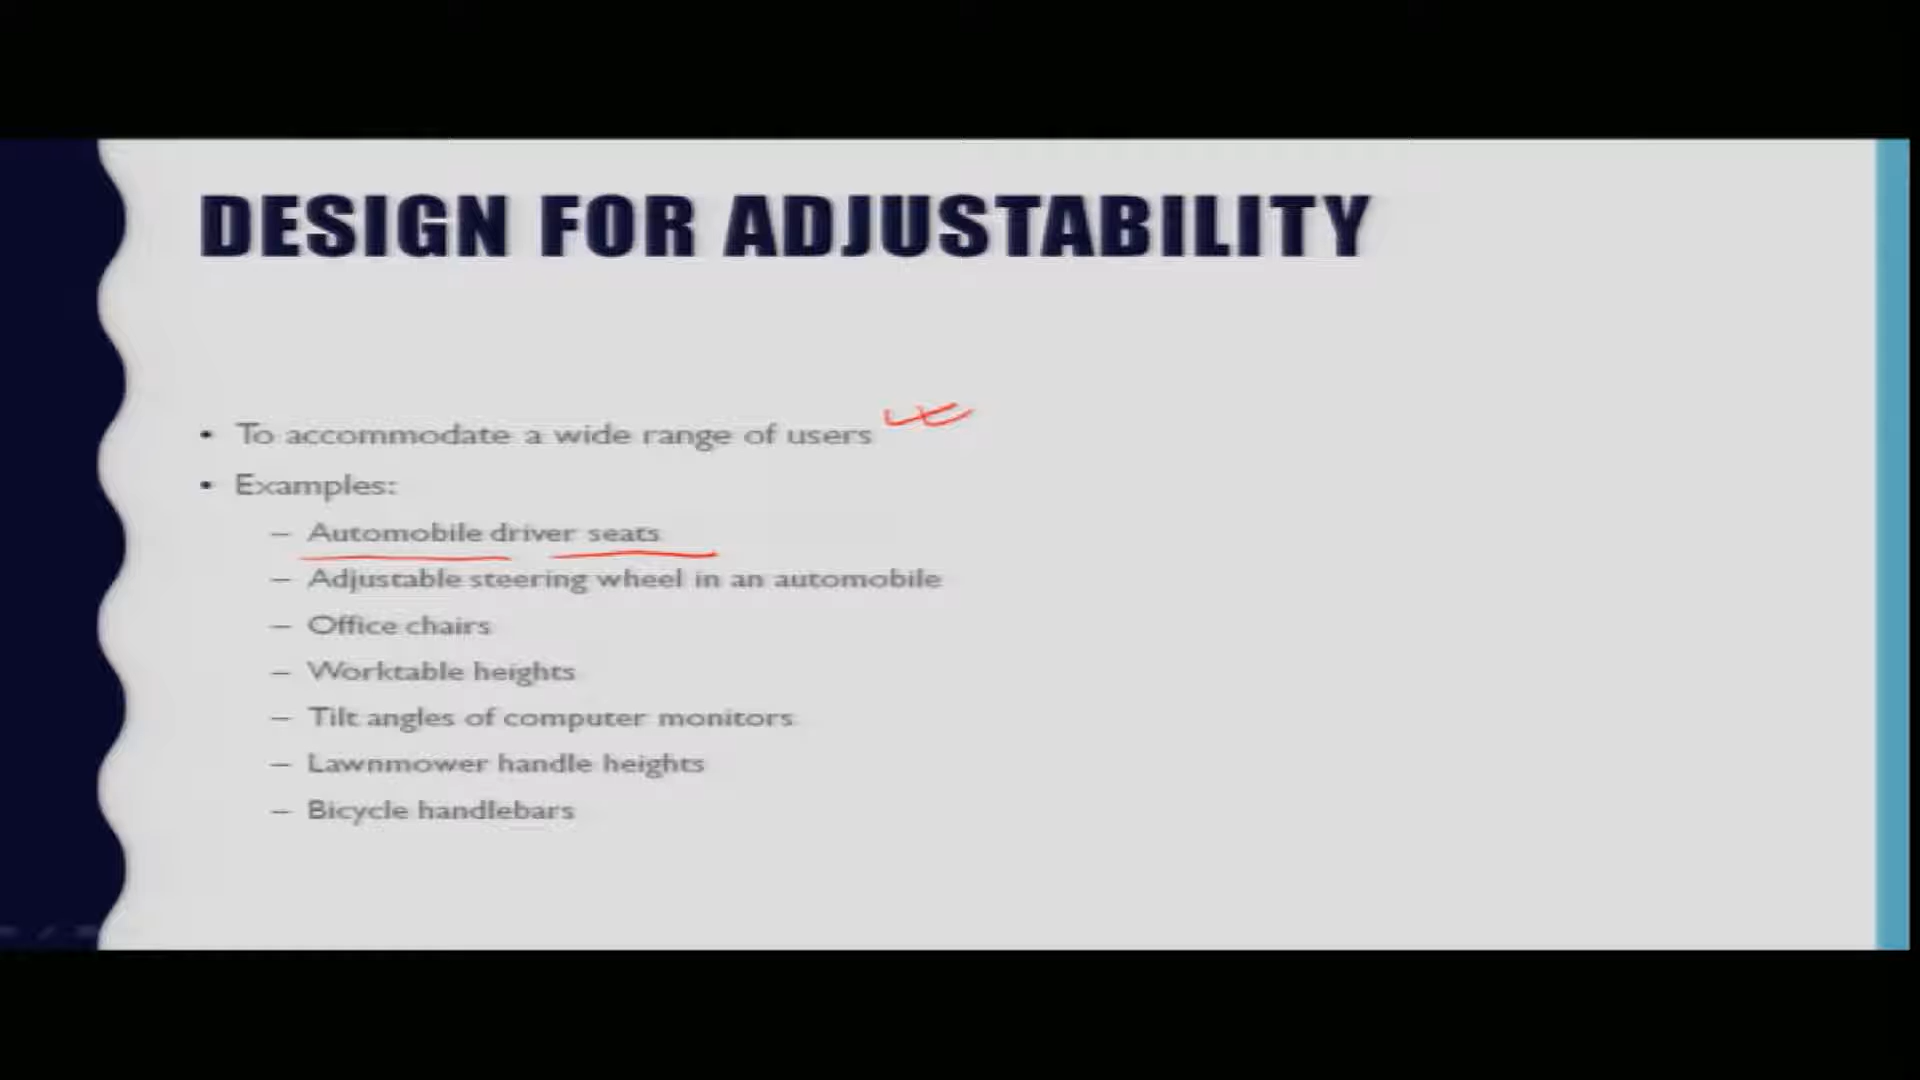 DESIGN FOR ADJUSTABILITY
• To accommodate a wide range of users
• Examples:
– Automobile driver seats
– Adjustable steering wheel in an automobile
– Office chairs
– Worktable heights
– Tilt angles of computer monitors
– Lawnmower handle heights
– Bicycle handlebars